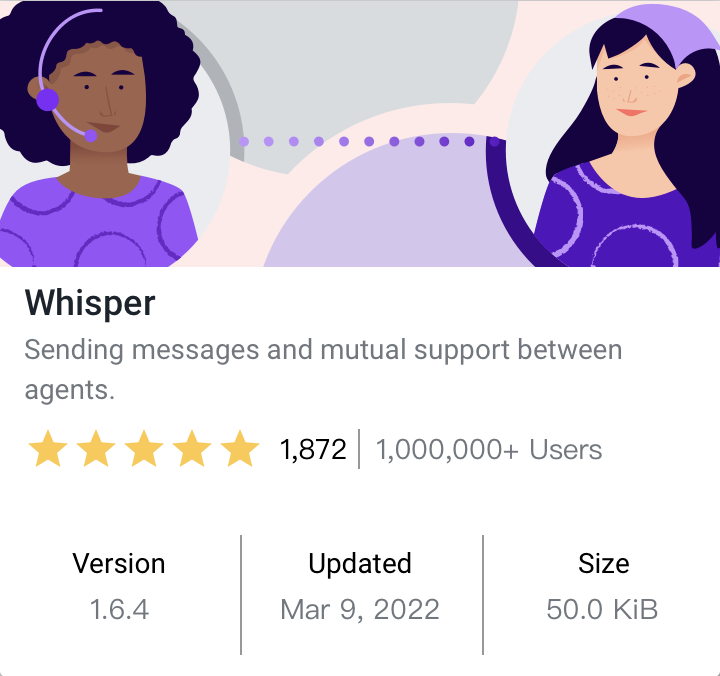 Whisper
Sending messages and mutual support between
agents.
1,872 1,000,000+ Users
Version Updated Size
1.6.4 Mar 9, 2022 50.0 KiB